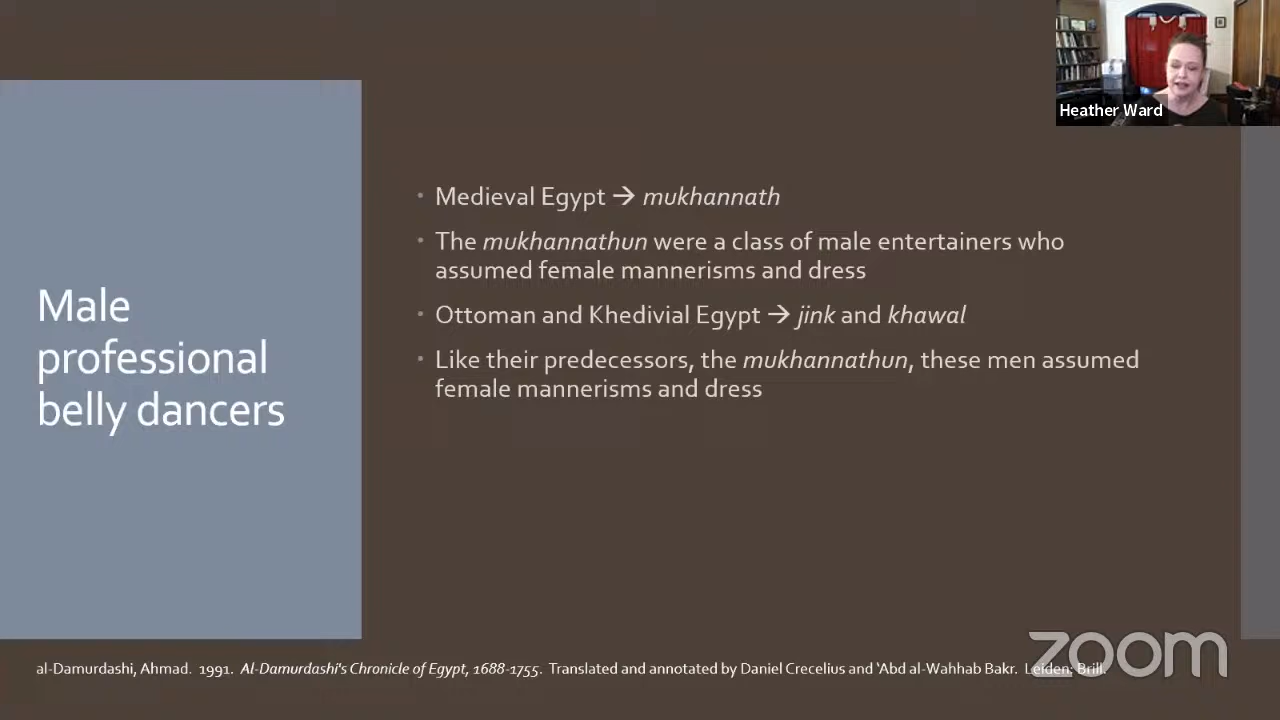 Heather Ward
Male
professional
belly dancers
• Medieval Egypt → mukhannath
• The mukhannathun were a class of male entertainers who
assumed female mannerisms and dress
• Ottoman and Khedivial Egypt → jink and khawal
• Like their predecessors, the mukhannathun, these men assumed
female mannerisms and dress
al-Damurdashi, Ahmad. 1991. Al-Damurdashi's Chronicle of Egypt, 1688-1755. Translated and annotated by Daniel Crecelius and ‘Abd al-Wahhab Bakr. Leiden: Brill.
zoom